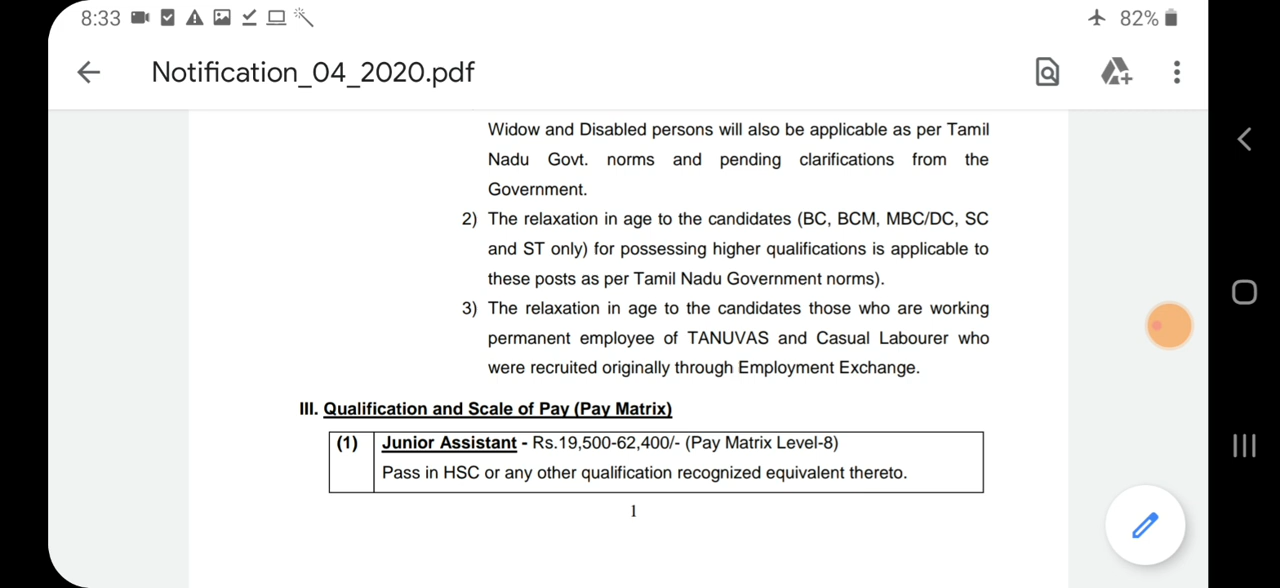 8:33
82%
Notification_04_2020.pdf
Widow and Disabled persons will also be applicable as per Tamil
Nadu Govt. norms and pending clarifications from the
Government.
2) The relaxation in age to the candidates (BC, BCM, MBC/DC, SC
and ST only) for possessing higher qualifications is applicable to
these posts as per Tamil Nadu Government norms).
3) The relaxation in age to the candidates those who are working
permanent employee of TANUVAS and Casual Labourer who
were recruited originally through Employment Exchange.
III. Qualification and Scale of Pay (Pay Matrix)
(1) Junior Assistant - Rs.19,500-62,400/- (Pay Matrix Level-8)
Pass in HSC or any other qualification recognized equivalent thereto.
1